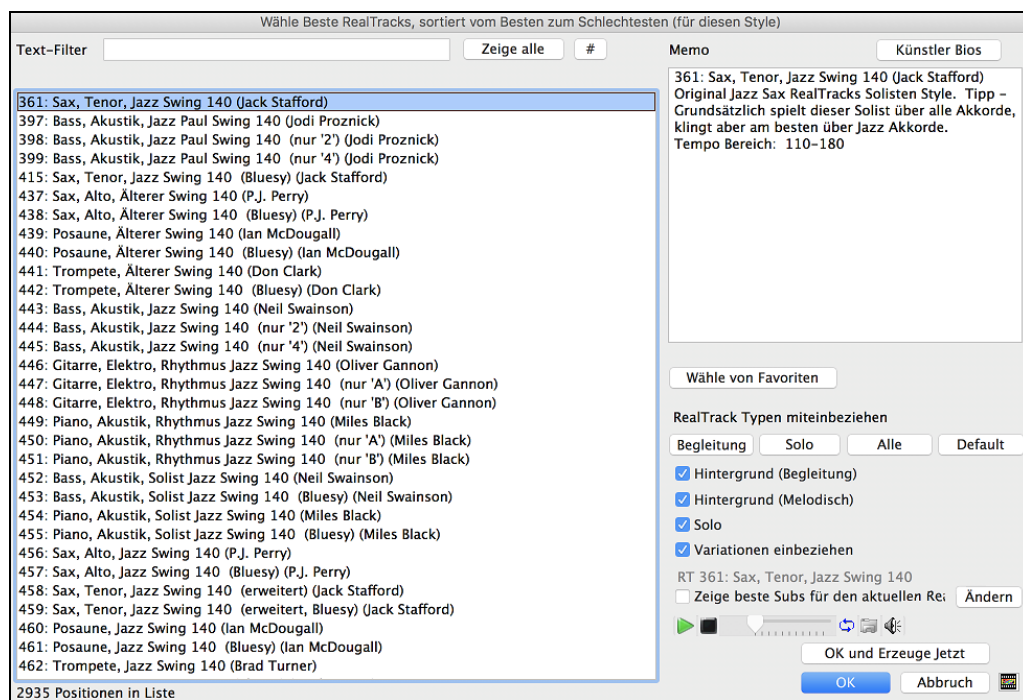 Wähle Beste RealTracks, sortiert vom Besten zum Schlechtesten (für diesen Style)
Text-Filter
Zeige alle
#
361: Sax, Tenor, Jazz Swing 140 (Jack Stafford)
397: Bass, Akustik, Jazz Paul Swing 140 (Jodi Proznick)
398: Bass, Akustik, Jazz Paul Swing 140 (nur '2') (Jodi Proznick)
399: Bass, Akustik, Jazz Paul Swing 140 (nur '4') (Jodi Proznick)
415: Sax, Tenor, Jazz Swing 140 (Bluesy) (Jack Stafford)
437: Sax, Alto, Älterer Swing 140 (P.J. Perry)
438: Sax, Alto, Älterer Swing 140 (Bluesy) (P.J. Perry)
439: Posaune, Älterer Swing 140 (Ian McDougall)
440: Posaune, Älterer Swing 140 (Bluesy) (Ian McDougall)
441: Trompete, Älterer Swing 140 (Don Clark)
442: Trompete, Älterer Swing 140 (Bluesy) (Don Clark)
443: Bass, Akustik, Jazz Swing 140 (Neil Swainson)
444: Bass, Akustik, Jazz Swing 140 (nur '2') (Neil Swainson)
445: Bass, Akustik, Jazz Swing 140 (nur '4') (Neil Swainson)
446: Gitarre, Elektro, Rhythmus Jazz Swing 140 (Oliver Gannon)
447: Gitarre, Elektro, Rhythmus Jazz Swing 140 (nur 'A') (Oliver Gannon)
448: Gitarre, Elektro, Rhythmus Jazz Swing 140 (nur 'B') (Oliver Gannon)
449: Piano, Akustik, Rhythmus Jazz Swing 140 (Miles Black)
450: Piano, Akustik, Rhythmus Jazz Swing 140 (nur 'A') (Miles Black)
451: Piano, Akustik, Rhythmus Jazz Swing 140 (nur 'B') (Miles Black)
452: Bass, Akustik, Solist Jazz Swing 140 (Neil Swainson)
453: Bass, Akustik, Solist Jazz Swing 140 (Bluesy) (Neil Swainson)
454: Piano, Akustik, Solist Jazz Swing 140 (Miles Black)
455: Piano, Akustik, Solist Jazz Swing 140 (Bluesy) (Miles Black)
456: Sax, Alto, Jazz Swing 140 (P.J. Perry)
457: Sax, Alto, Jazz Swing 140 (Bluesy) (P.J. Perry)
458: Sax, Tenor, Jazz Swing 140 (erweitert) (Jack Stafford)
459: Sax, Tenor, Jazz Swing 140 (erweitert, Bluesy) (Jack Stafford)
460: Posaune, Jazz Swing 140 (Ian McDougall)
461: Posaune, Jazz Swing 140 (Bluesy) (Ian McDougall)
462: Trompete, Jazz Swing 140 (Brad Turner)
2935 Positionen in Liste
Memo
Künstler Bios
361: Sax, Tenor, Jazz Swing 140 (Jack Stafford)
Original Jazz Sax RealTracks Solisten Style. Tipp –
Grundsätzlich spielt dieser Solist über alle Akkorde,
klingt aber am besten über Jazz Akkorde.
Tempo Bereich: 110–180
Wähle von Favoriten
RealTrack Typen miteinbeziehen
Begleitung
Solo
Alle
Default
Hintergrund (Begleitung)
Hintergrund (Melodisch)
Solo
Variationen einbeziehen
RT 361: Sax, Tenor, Jazz Swing 140
Zeige beste Subs für den aktuellen Rea
Ändern
OK und Erzeuge Jetzt
OK
Abbruch